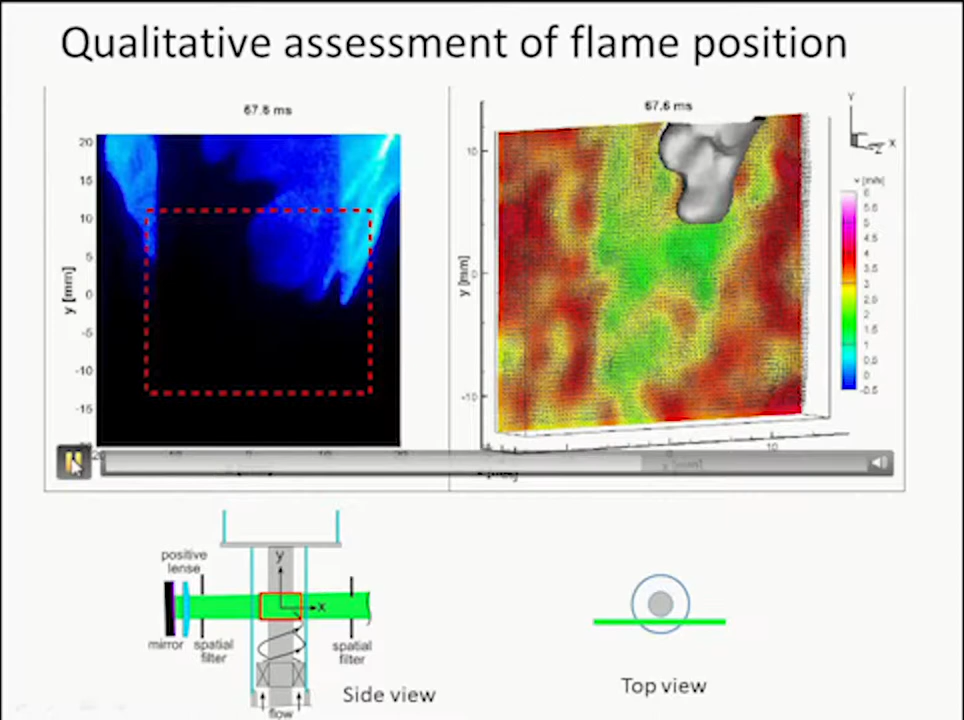 Qualitative assessment of flame position
67.6 ms
67.6 ms
20
15
10
5
0
-5
-10
-15
y [mm]
10
0
-10
y [mm]
10
Y
X
Z
v [m/s]
6
5.5
5
4.5
4
3.5
3
2.5
2
1.5
1
0.5
0
-0.5
positive
lense
y
x
mirror
spatial
filter
spatial
filter
flow
Side view
Top view